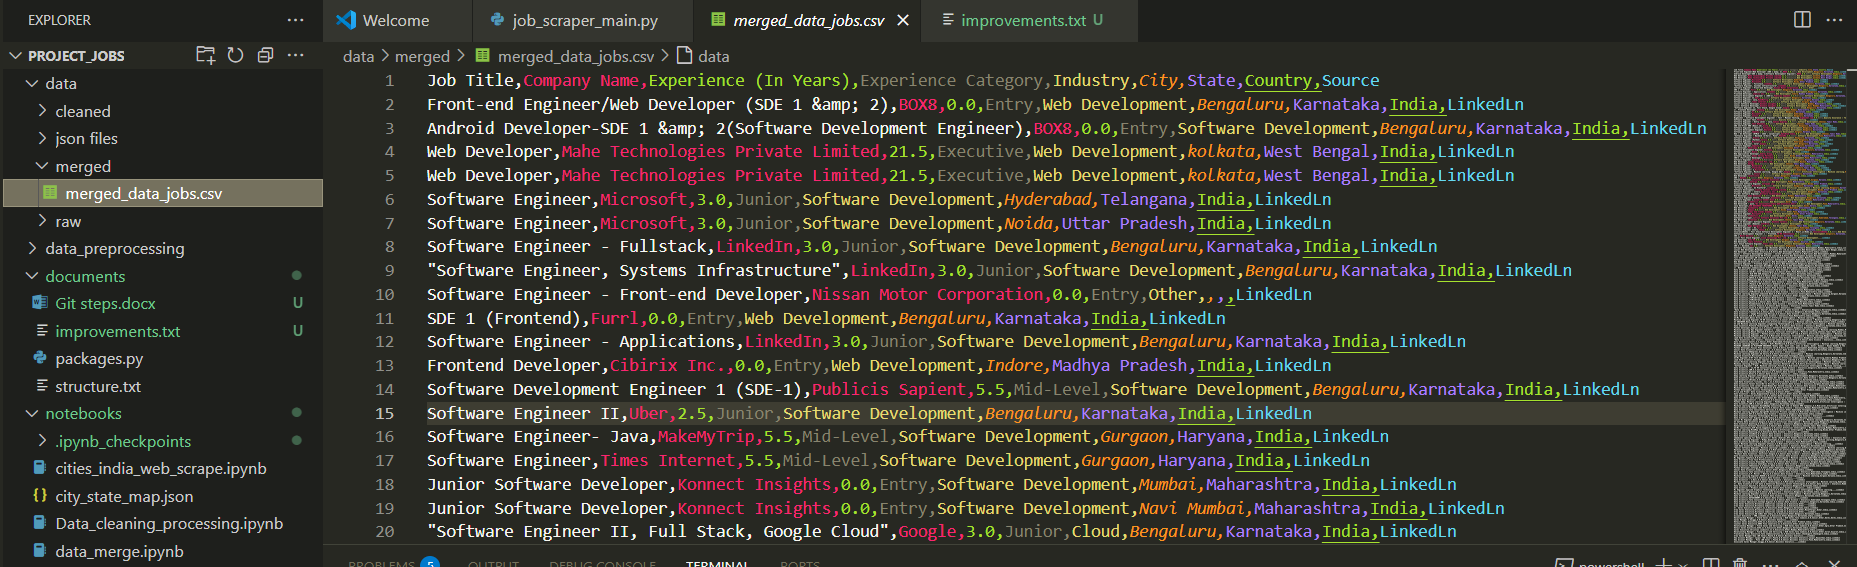 EXPLORER
PROJECT_JOBS
data
cleaned
json files
merged
merged_data_jobs.csv
raw
data_preprocessing
documents
Git steps.docx U
improvements.txt U
packages.py
structure.txt
notebooks
.ipynb_checkpoints
cities_india_web_scrape.ipynb
city_state_map.json
Data_cleaning_processing.ipynb
data_merge.ipynb
Welcome job_scraper_main.py merged_data_jobs.csv improvements.txt U
data > merged > merged_data_jobs.csv > data
1 Job Title,Company Name,Experience (In Years),Experience Category,Industry,City,State,Country,Source
2 Front-end Engineer/Web Developer (SDE 1 &amp; 2),BOX8,0.0,Entry,Web Development,Bengaluru,Karnataka,India,LinkedLn
3 Android Developer-SDE 1 &amp; 2(Software Development Engineer),BOX8,0.0,Entry,Software Development,Bengaluru,Karnataka,India,LinkedLn
4 Web Developer,Mahe Technologies Private Limited,21.5,Executive,Web Development,kolkata,West Bengal,India,LinkedLn
5 Web Developer,Mahe Technologies Private Limited,21.5,Executive,Web Development,kolkata,West Bengal,India,LinkedLn
6 Software Engineer,Microsoft,3.0,Junior,Software Development,Hyderabad,Telangana,India,LinkedLn
7 Software Engineer,Microsoft,3.0,Junior,Software Development,Noida,Uttar Pradesh,India,LinkedLn
8 Software Engineer - Fullstack,LinkedIn,3.0,Junior,Software Development,Bengaluru,Karnataka,India,LinkedLn
9 "Software Engineer, Systems Infrastructure",LinkedIn,3.0,Junior,Software Development,Bengaluru,Karnataka,India,LinkedLn
10 Software Engineer - Front-end Developer,Nissan Motor Corporation,0.0,Entry,Other,,,,LinkedLn
11 SDE 1 (Frontend),Furrl,0.0,Entry,Web Development,Bengaluru,Karnataka,India,LinkedLn
12 Software Engineer - Applications,LinkedIn,3.0,Junior,Software Development,Bengaluru,Karnataka,India,LinkedLn
13 Frontend Developer,Cibirix Inc.,0.0,Entry,Web Development,Indore,Madhya Pradesh,India,LinkedLn
14 Software Development Engineer 1 (SDE-1),Publicis Sapient,5.5,Mid-Level,Software Development,Bengaluru,Karnataka,India,LinkedLn
15 Software Engineer II,Uber,2.5,Junior,Software Development,Bengaluru,Karnataka,India,LinkedLn
16 Software Engineer- Java,MakeMyTrip,5.5,Mid-Level,Software Development,Gurgaon,Haryana,India,LinkedLn
17 Software Engineer,Times Internet,5.5,Mid-Level,Software Development,Gurgaon,Haryana,India,LinkedLn
18 Junior Software Developer,Konnect Insights,0.0,Entry,Software Development,Mumbai,Maharashtra,India,LinkedLn
19 Junior Software Developer,Konnect Insights,0.0,Entry,Software Development,Navi Mumbai,Maharashtra,India,LinkedLn
20 "Software Engineer II, Full Stack, Google Cloud",Google,3.0,Junior,Cloud,Bengaluru,Karnataka,India,LinkedLn
PROBLEMS 5 OUTPUT DEBUG CONSOLE TERMINAL PORTS powershell